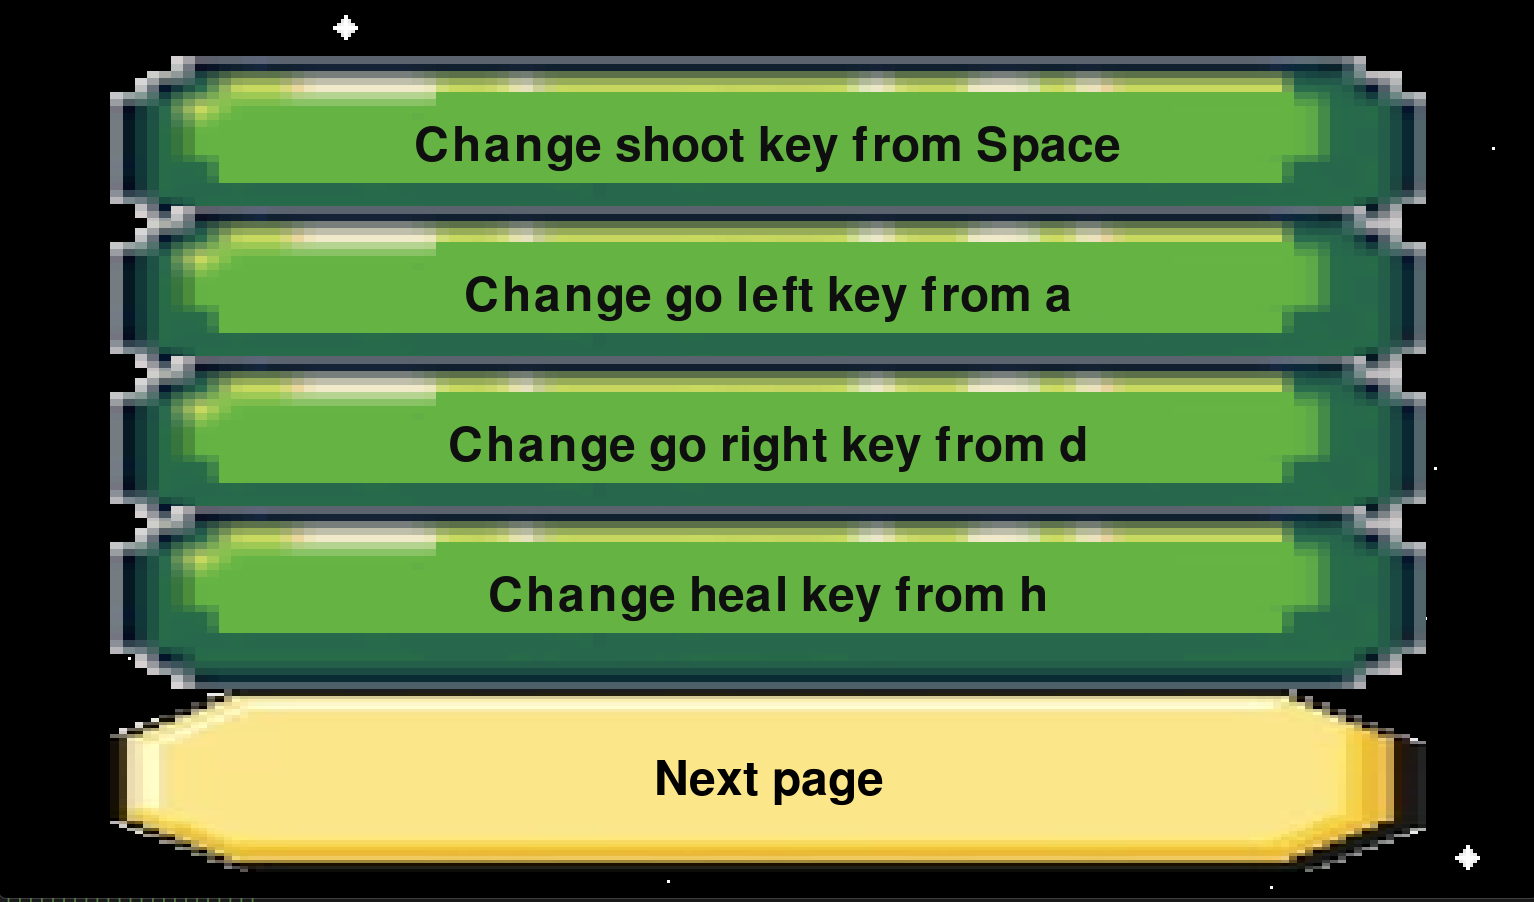 Change shoot key from Space
Change go left key from a
Change go right key from d
Change heal key from h
Next page